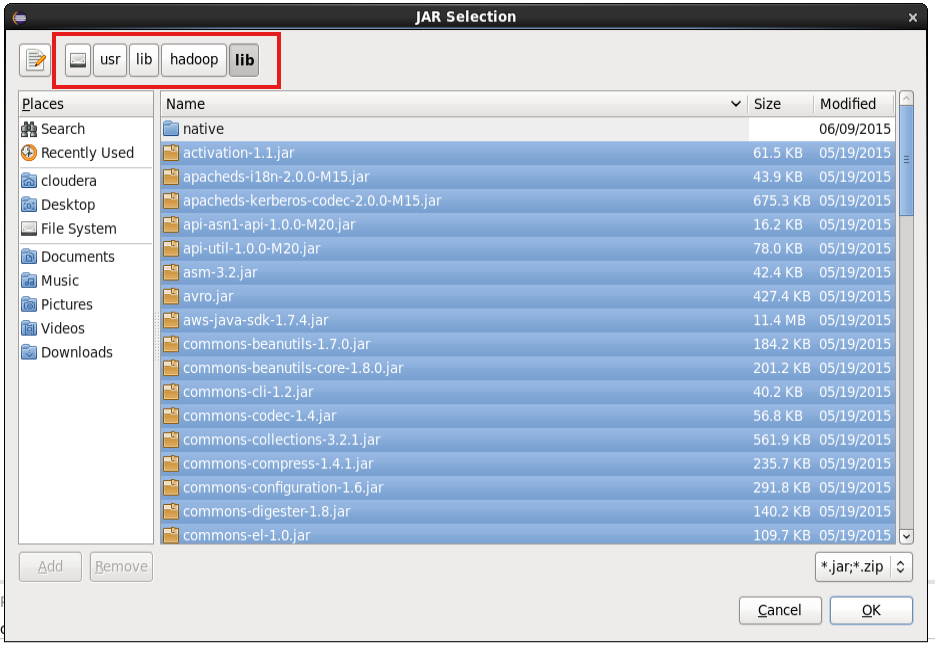 JAR Selection
usr lib hadoop lib
Places
Search
Recently Used
cloudera
Desktop
File System
Documents
Music
Pictures
Videos
Downloads
Name Size Modified
native 06/09/2015
activation-1.1.jar 61.5 KB 05/19/2015
apacheds-i18n-2.0.0-M15.jar 43.9 KB 05/19/2015
apacheds-kerberos-codec-2.0.0-M15.jar 675.3 KB 05/19/2015
api-asn1-api-1.0.0-M20.jar 16.2 KB 05/19/2015
api-util-1.0.0-M20.jar 78.0 KB 05/19/2015
asm-3.2.jar 42.4 KB 05/19/2015
avro.jar 427.4 KB 05/19/2015
aws-java-sdk-1.7.4.jar 11.4 MB 05/19/2015
commons-beanutils-1.7.0.jar 184.2 KB 05/19/2015
commons-beanutils-core-1.8.0.jar 201.2 KB 05/19/2015
commons-cli-1.2.jar 40.2 KB 05/19/2015
commons-codec-1.4.jar 56.8 KB 05/19/2015
commons-collections-3.2.1.jar 561.9 KB 05/19/2015
commons-compress-1.4.1.jar 235.7 KB 05/19/2015
commons-configuration-1.6.jar 291.8 KB 05/19/2015
commons-digester-1.8.jar 140.2 KB 05/19/2015
commons-el-1.0.jar 109.7 KB 05/19/2015
Add Remove *.jar;*.zip
Cancel OK